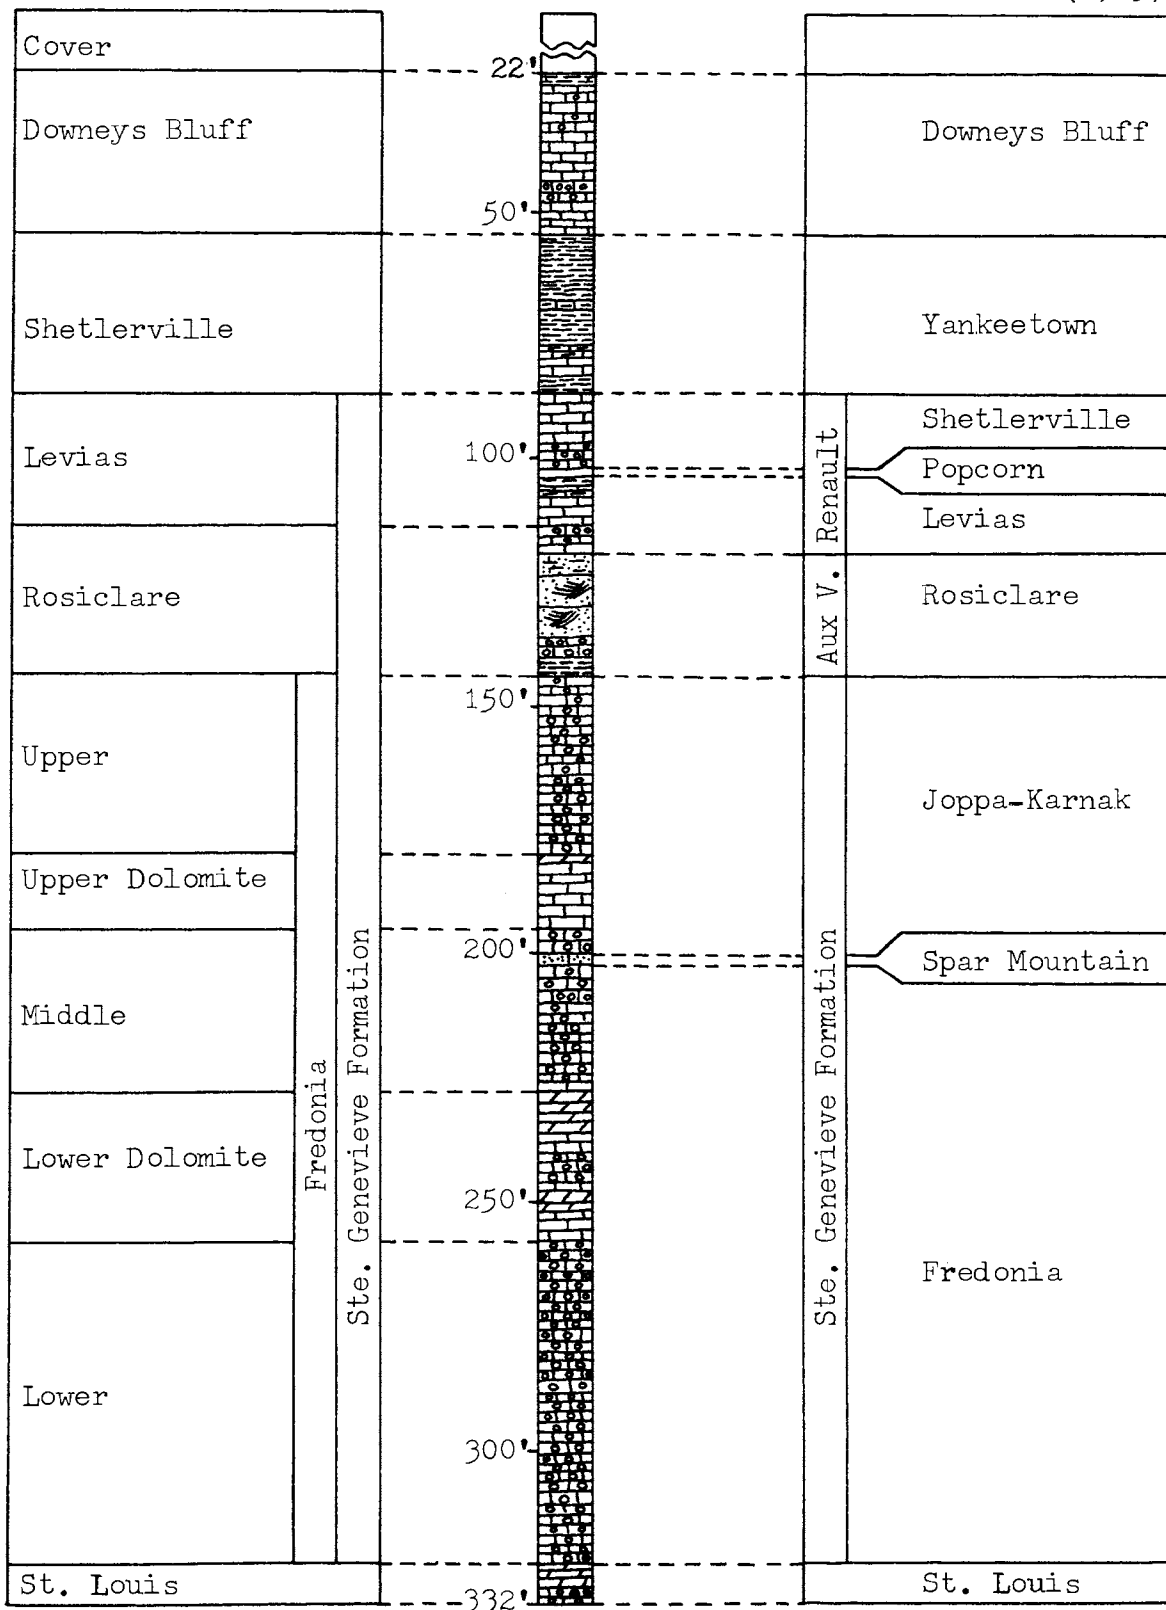 Cover
Downeys Bluff
Shetlerville
Levias
Rosiclare
Upper
Upper Dolomite
Middle
Lower Dolomite
Lower
St. Louis
Fredonia
Ste. Genevieve Formation
22'
50'
100'
150'
200'
250'
300'
332'
Aux V. Renault
Ste. Genevieve Formation
Downeys Bluff
Yankeetown
Shetlerville
Popcorn
Levias
Rosiclare
Joppa-Karnak
Spar Mountain
Fredonia
St. Louis